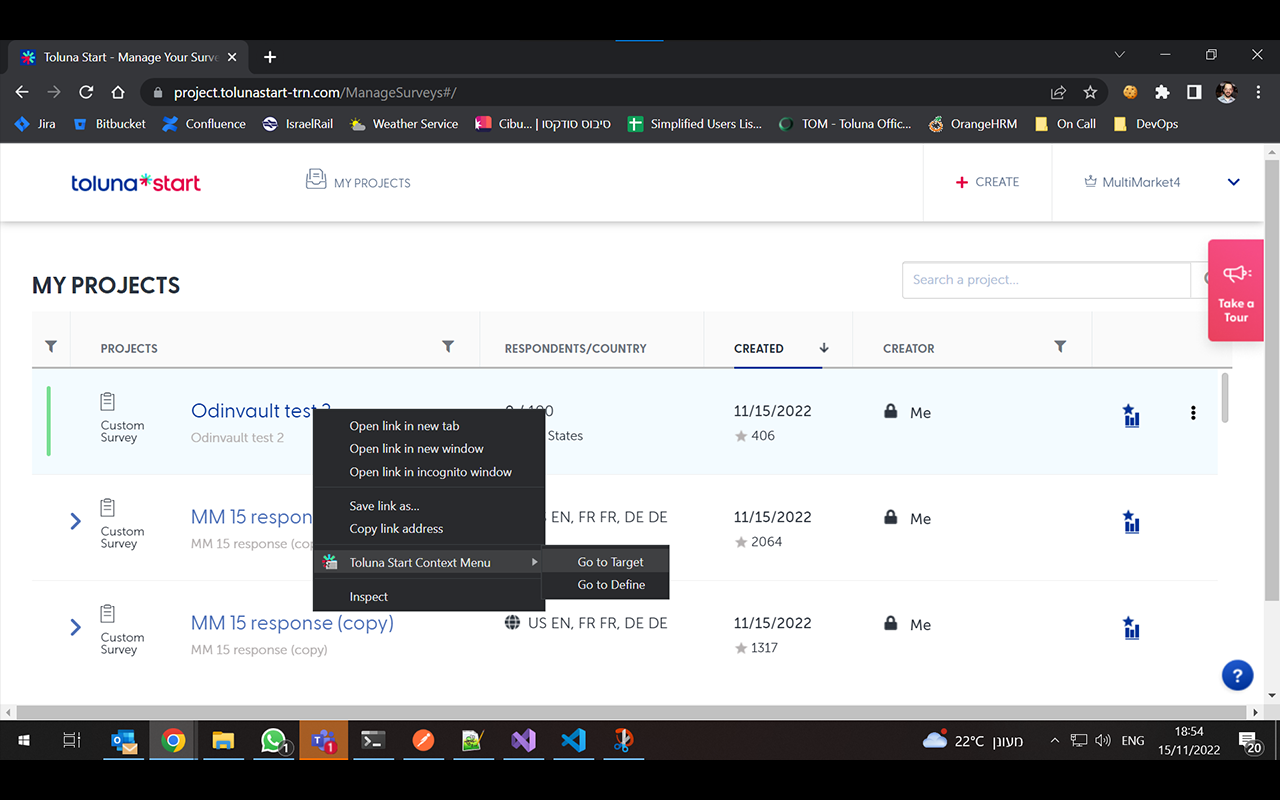 Toluna Start - Manage Your Surve
project.tolunastart-trn.com/ManageSurveys#/
Jira Bitbucket Confluence IsraelRail Weather Service Cibu... | סיבוס סודקסו Simplified Users Lis... TOM - Toluna Offic... OrangeHRM On Call DevOps
toluna*start MY PROJECTS + CREATE MultiMarket4
MY PROJECTS
Search a project...
Take a
Tour
PROJECTS RESPONDENTS/COUNTRY CREATED CREATOR
Custom
Survey
Odinvault test
Odinvault test 2
/ 100
States
11/15/2022
406
Me
Open link in new tab
Open link in new window
Open link in incognito window
Save link as...
Copy link address
Toluna Start Context Menu
Inspect
Go to Target
Go to Define
Custom
Survey
MM 15 respon
MM 15 response (cop
EN, FR FR, DE DE
11/15/2022
2064
Me
Custom
Survey
MM 15 response (copy)
MM 15 response (copy)
US EN, FR FR, DE DE
11/15/2022
1317
Me
?
1
1
22°C מעונן
ENG
18:54
15/11/2022
20